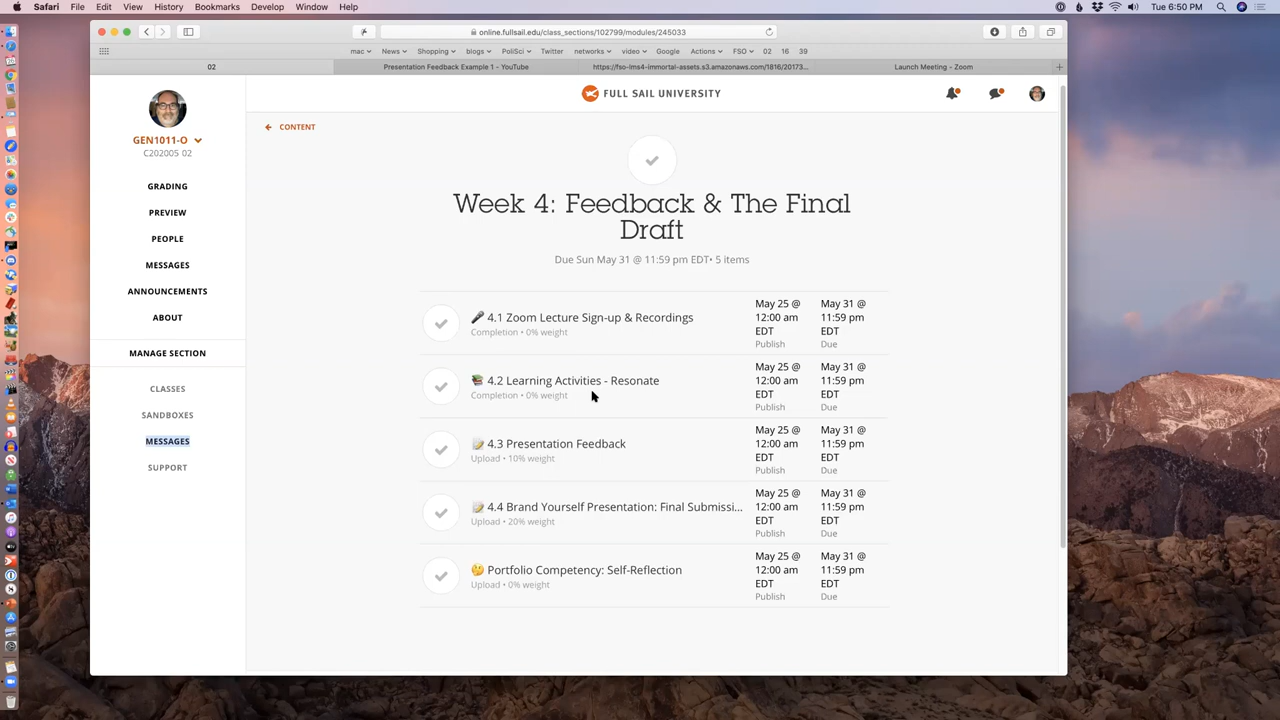 Safari File Edit View History Bookmarks Develop Window Help Tue 6:50 PM
online.fullsail.edu/class_sections/102799/modules/245033
mac News Shopping blogs PoliSci Twitter networks video Google Actions FSO 02 16 39
02 Presentation Feedback Example 1 - YouTube https://fso-lms4-immortal-assets.s3.amazonaws.com/1816/20173... Launch Meeting - Zoom
FULL SAIL UNIVERSITY
CONTENT
GEN1011-O
C202005 02
GRADING
PREVIEW
PEOPLE
MESSAGES
ANNOUNCEMENTS
ABOUT
MANAGE SECTION
CLASSES
SANDBOXES
MESSAGES
SUPPORT
Week 4: Feedback & The Final
Draft
Due Sun May 31 @ 11:59 pm EDT• 5 items
4.1 Zoom Lecture Sign-up & Recordings
Completion • 0% weight
May 25 @
12:00 am
EDT
Publish
May 31 @
11:59 pm
EDT
Due
4.2 Learning Activities - Resonate
Completion • 0% weight
May 25 @
12:00 am
EDT
Publish
May 31 @
11:59 pm
EDT
Due
4.3 Presentation Feedback
Upload • 10% weight
May 25 @
12:00 am
EDT
Publish
May 31 @
11:59 pm
EDT
Due
4.4 Brand Yourself Presentation: Final Submissi...
Upload • 20% weight
May 25 @
12:00 am
EDT
Publish
May 31 @
11:59 pm
EDT
Due
Portfolio Competency: Self-Reflection
Upload • 0% weight
May 25 @
12:00 am
EDT
Publish
May 31 @
11:59 pm
EDT
Due